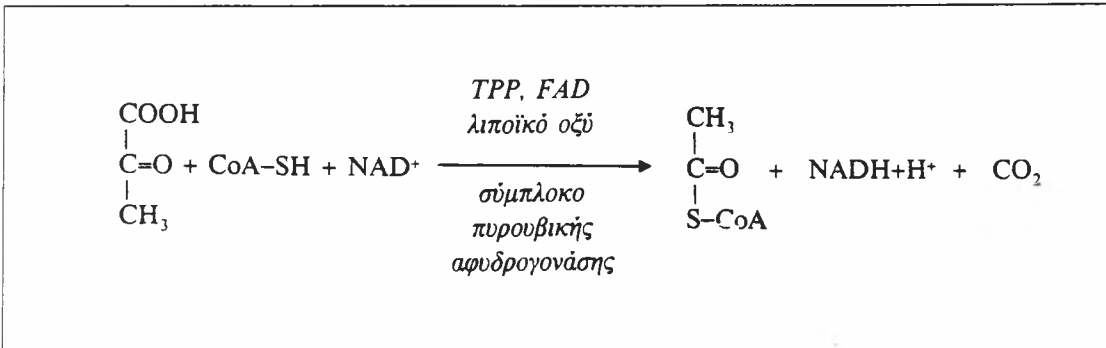 TPP, FAD
λιποϊκό οξύ
COOH
CH₃
C=O + CoA–SH + NAD⁺
C=O + NADH+H⁺ + CO₂
CH₃
S–CoA
σύμπλοκο
πυρουβικής
αφυδρογονάσης